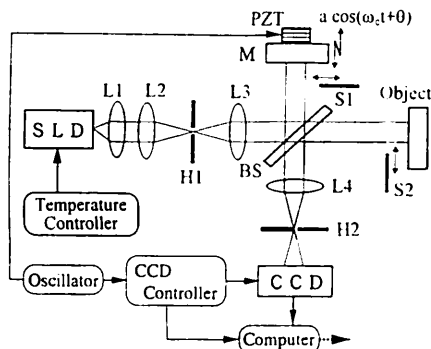 PZT
a cos(ω_c t+θ)
M
L1
L2
L3
S1
Object
SLD
H1
BS
S2
L4
Temperature
Controller
H2
Oscillator
CCD
Controller
CCD
Computer